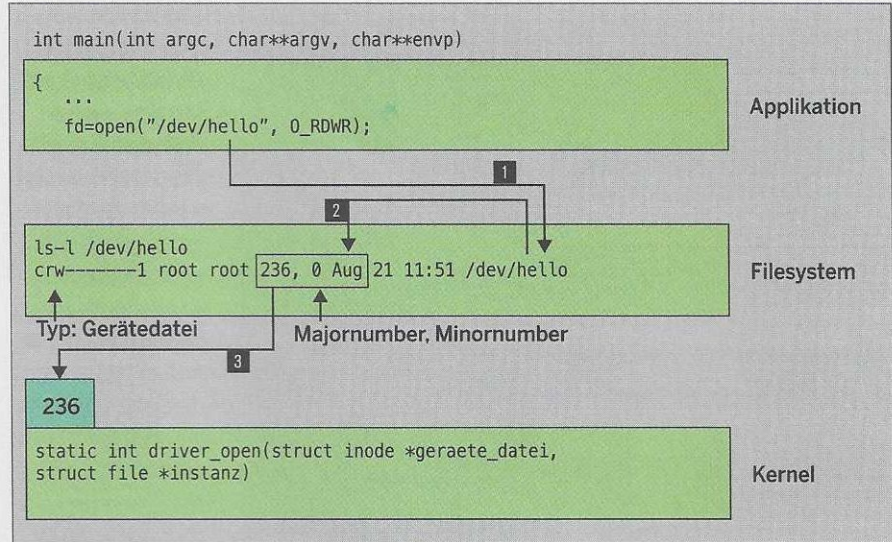 int main(int argc, char**argv, char**envp)
{
...
fd=open("/dev/hello", O_RDWR);
Applikation
1
2
ls-l /dev/hello
crw-------1 root root 236, 0 Aug 21 11:51 /dev/hello
Filesystem
Typ: Gerätedatei
Majornumber, Minornumber
3
236
static int driver_open(struct inode *geraete_datei,
struct file *instanz)
Kernel